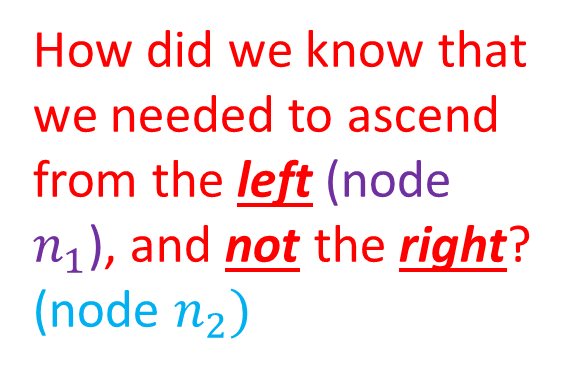 How did we know that
we needed to ascend
from the left (node
n₁), and not the right?
(node n₂)